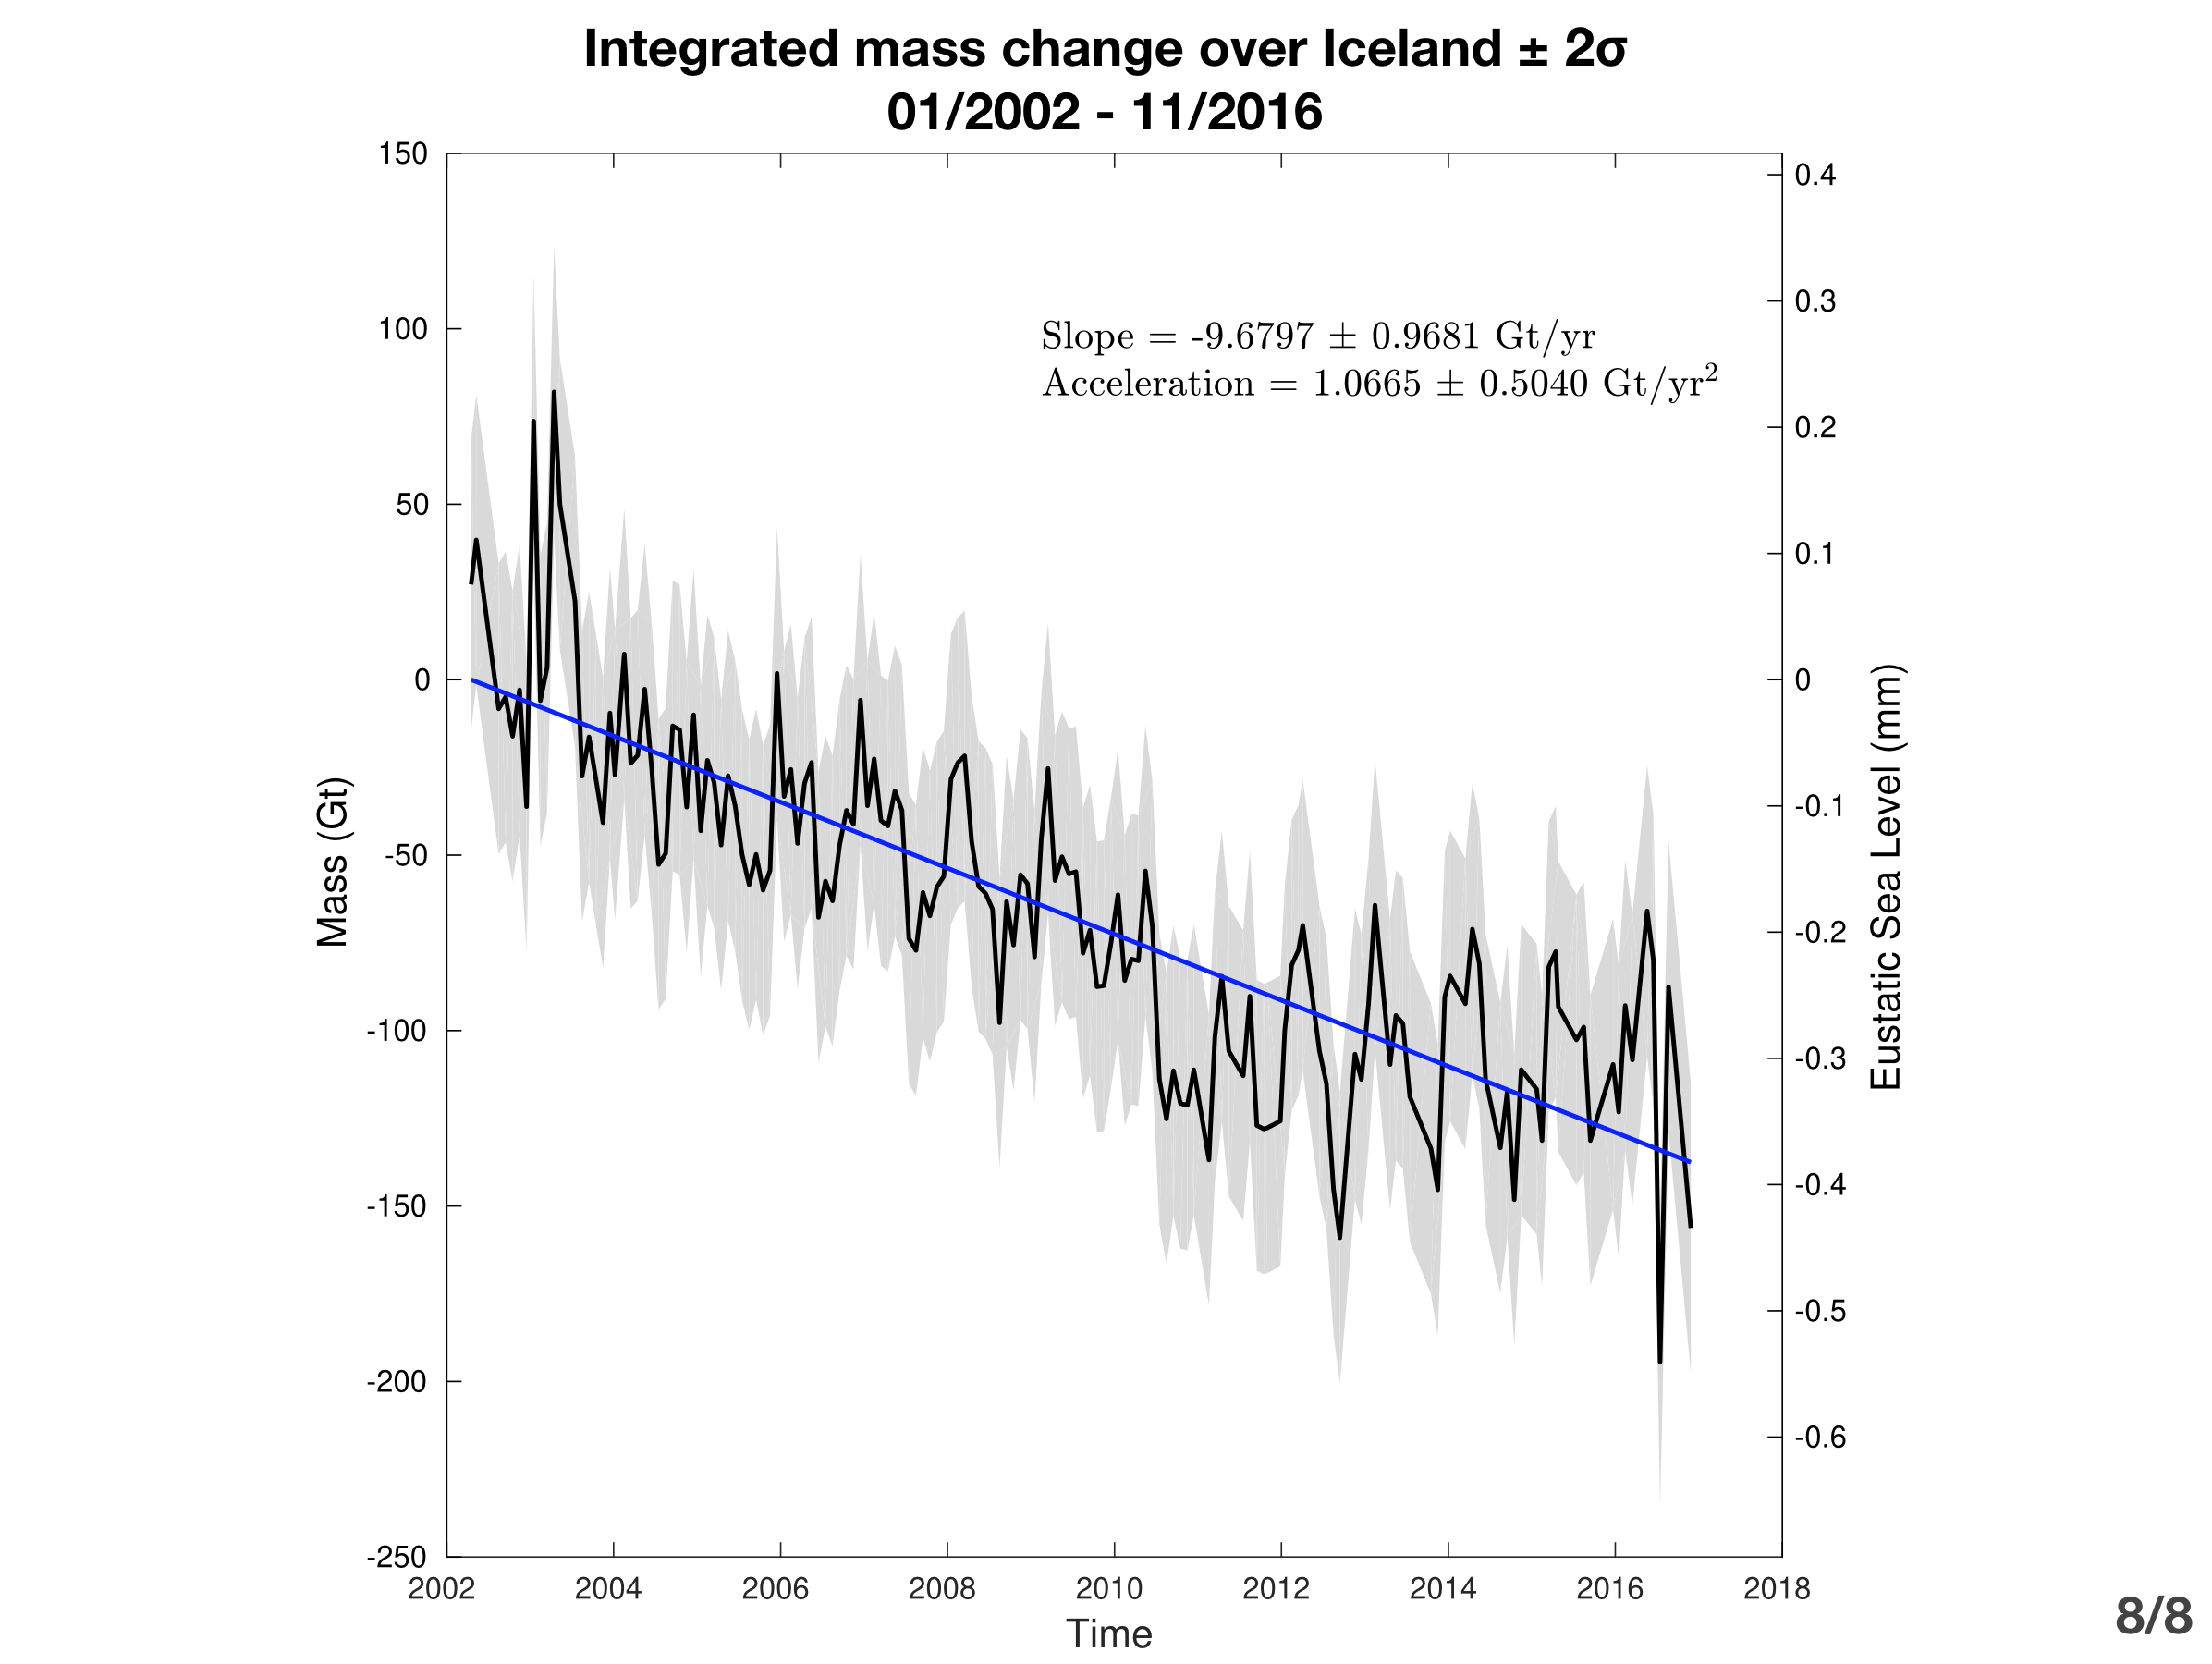 Integrated mass change over Iceland ± 2σ
01/2002 - 11/2016
150
100
50
0
-50
-100
-150
-200
-250
Mass (Gt)
Slope = -9.6797 ± 0.9681 Gt/yr
Acceleration = 1.0665 ± 0.5040 Gt/yr²
0.4
0.3
0.2
0.1
0
-0.1
-0.2
-0.3
-0.4
-0.5
-0.6
Eustatic Sea Level (mm)
2002 2004 2006 2008 2010 2012 2014 2016 2018
Time
8/8